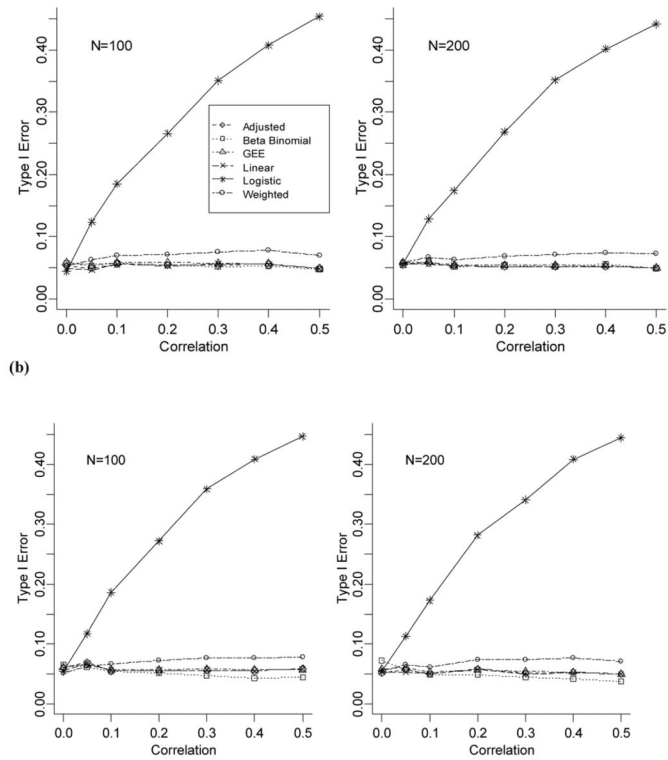 N=100
Type I Error
0.00 0.10 0.20 0.30 0.40
Adjusted
Beta Binomial
GEE
Linear
Logistic
Weighted
0.0 0.1 0.2 0.3 0.4 0.5
Correlation
N=200
Type I Error
0.00 0.10 0.20 0.30 0.40
0.0 0.1 0.2 0.3 0.4 0.5
Correlation
(b)
N=100
Type I Error
0.00 0.10 0.20 0.30 0.40
0.0 0.1 0.2 0.3 0.4 0.5
Correlation
N=200
Type I Error
0.00 0.10 0.20 0.30 0.40
0.0 0.1 0.2 0.3 0.4 0.5
Correlation